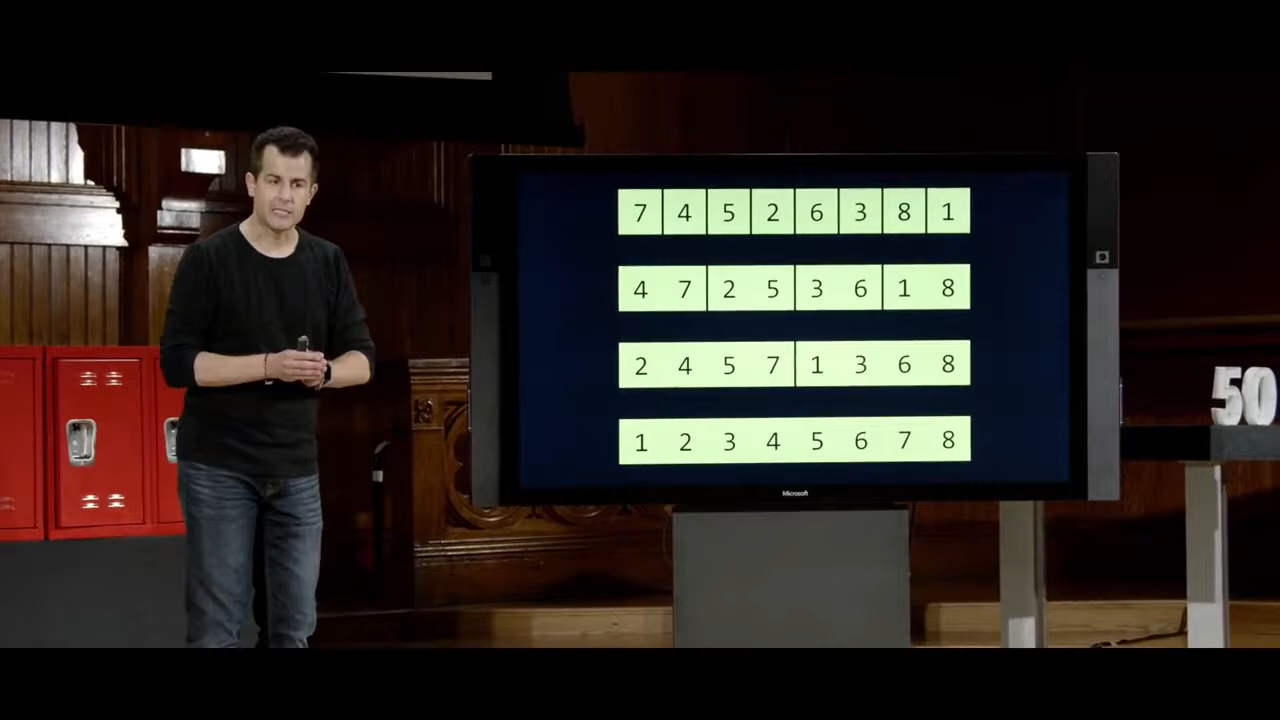 7 4 5 2 6 3 8 1
4 7 2 5 3 6 1 8
2 4 5 7 1 3 6 8
1 2 3 4 5 6 7 8
Microsoft
50